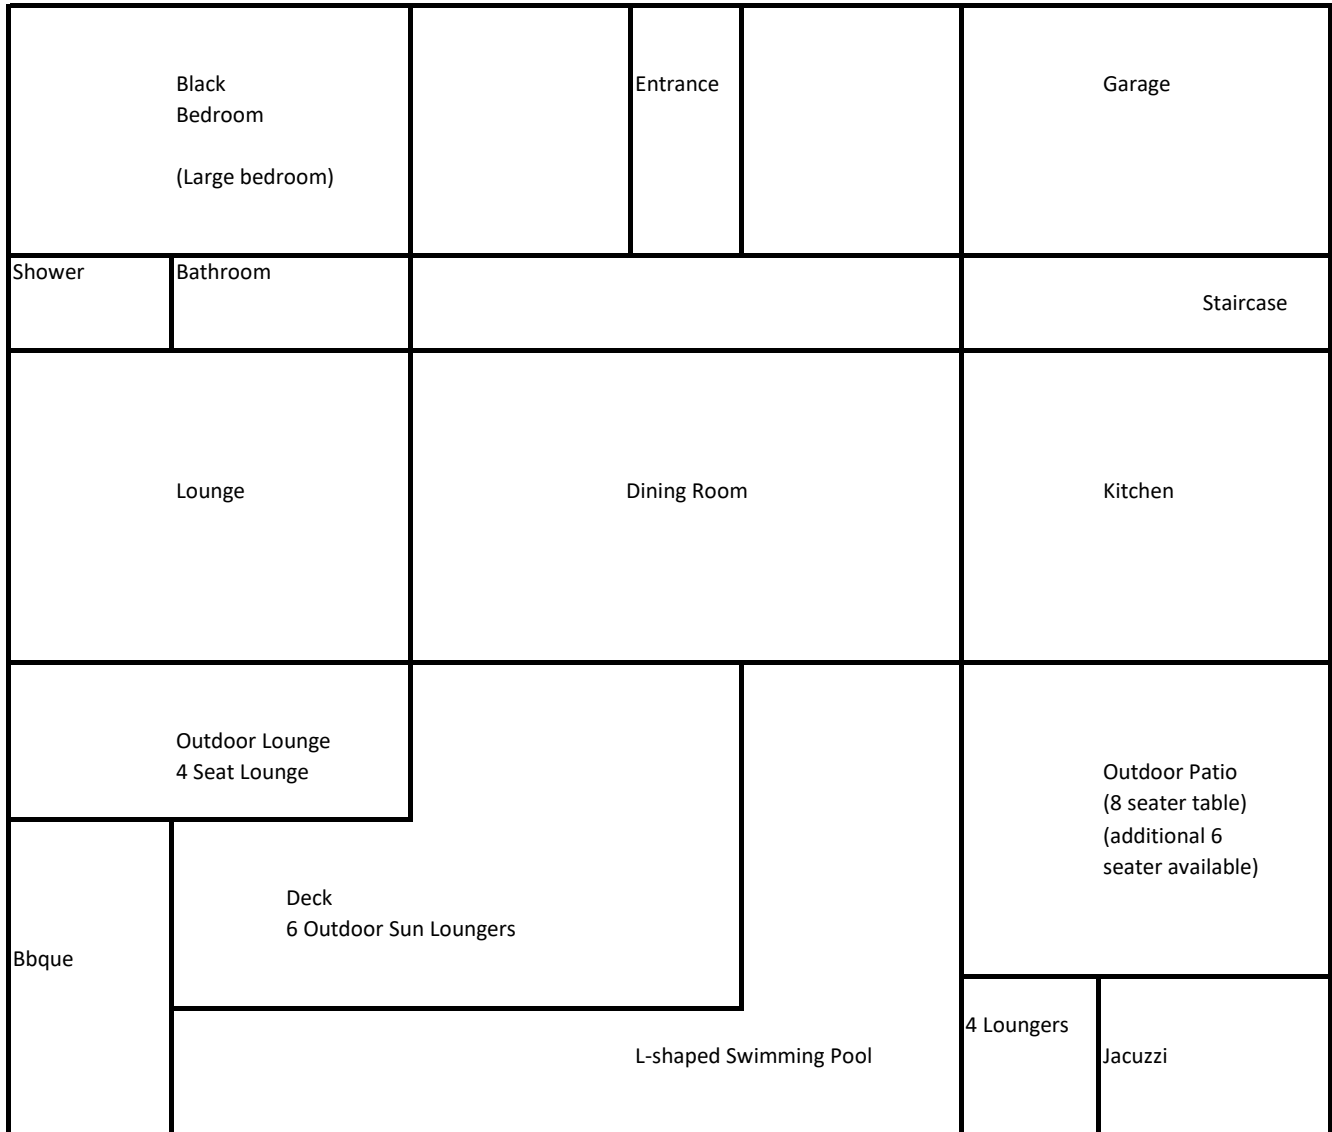 Black
Bedroom
(Large bedroom)
Entrance
Garage
Shower
Bathroom
Staircase
Lounge
Dining Room
Kitchen
Outdoor Lounge
4 Seat Lounge
Outdoor Patio
(8 seater table)
(additional 6
seater available)
Deck
6 Outdoor Sun Loungers
Bbque
L-shaped Swimming Pool
4 Loungers
Jacuzzi